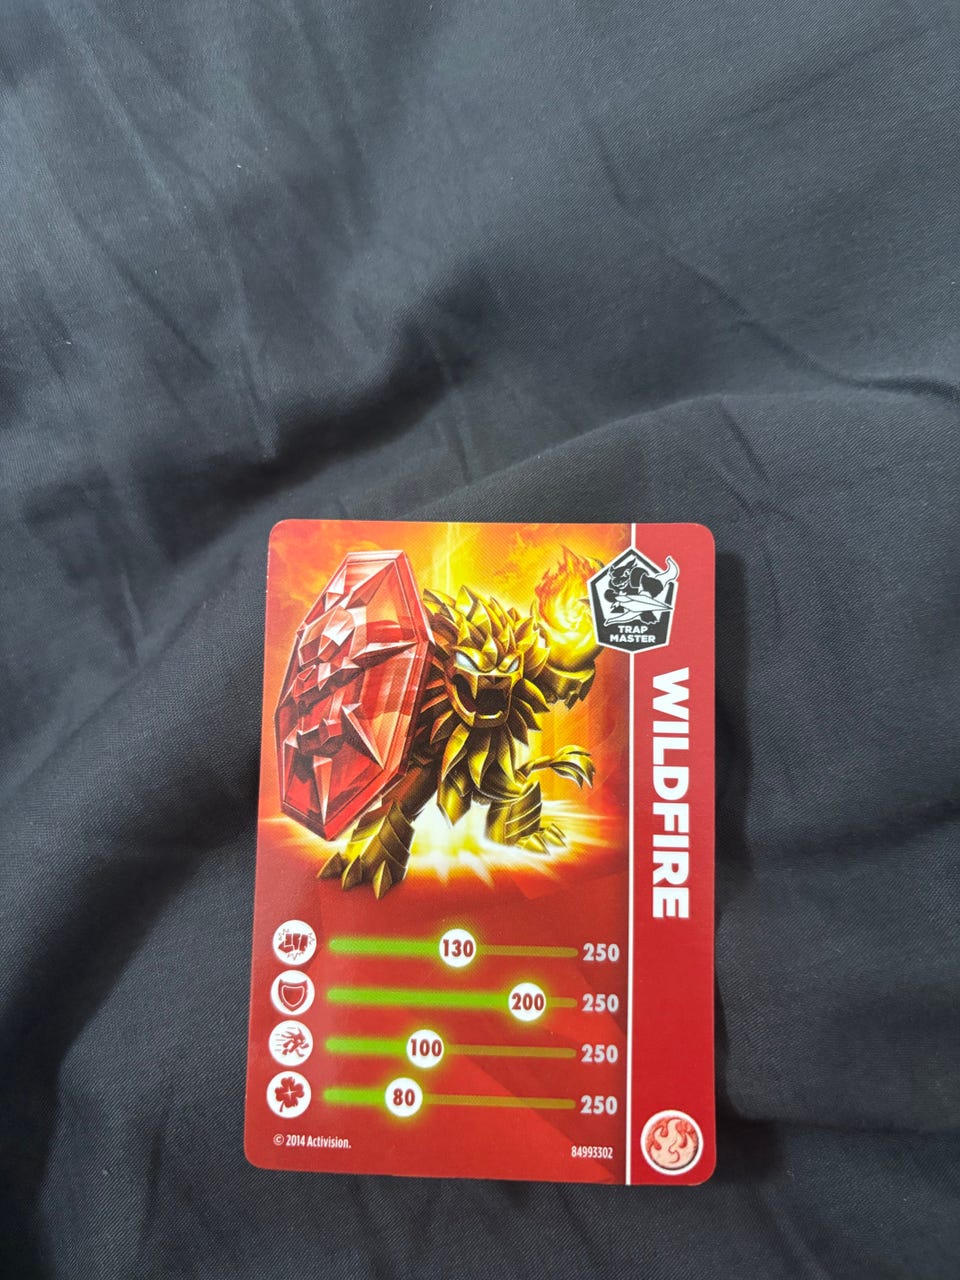 TRAP
MASTER
WILDFIRE
130 250
200 250
100 250
80 250
© 2014 Activision.
84993302